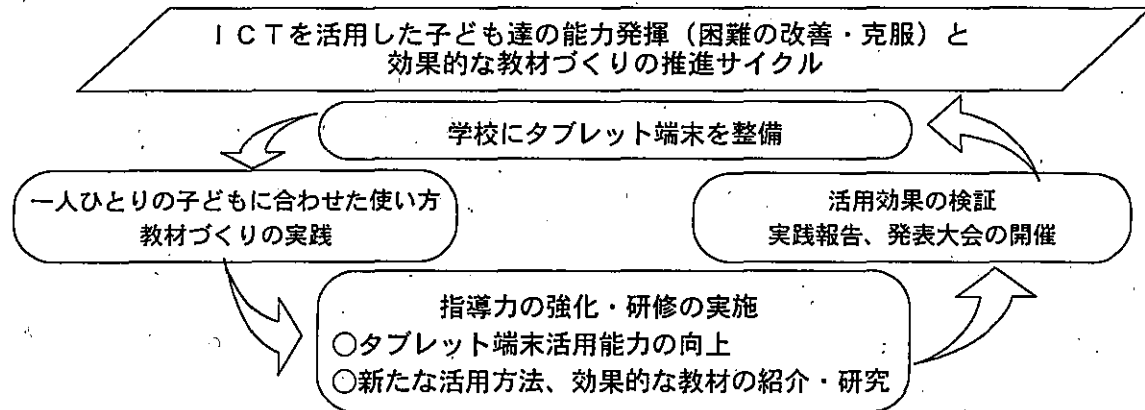 ＩＣＴを活用した子ども達の能力発揮（困難の改善・克服）と
効果的な教材づくりの推進サイクル
学校にタブレット端末を整備
一人ひとりの子どもに合わせた使い方
教材づくりの実践
活用効果の検証
実践報告、発表大会の開催
指導力の強化・研修の実施
○タブレット端末活用能力の向上
○新たな活用方法、効果的な教材の紹介・研究